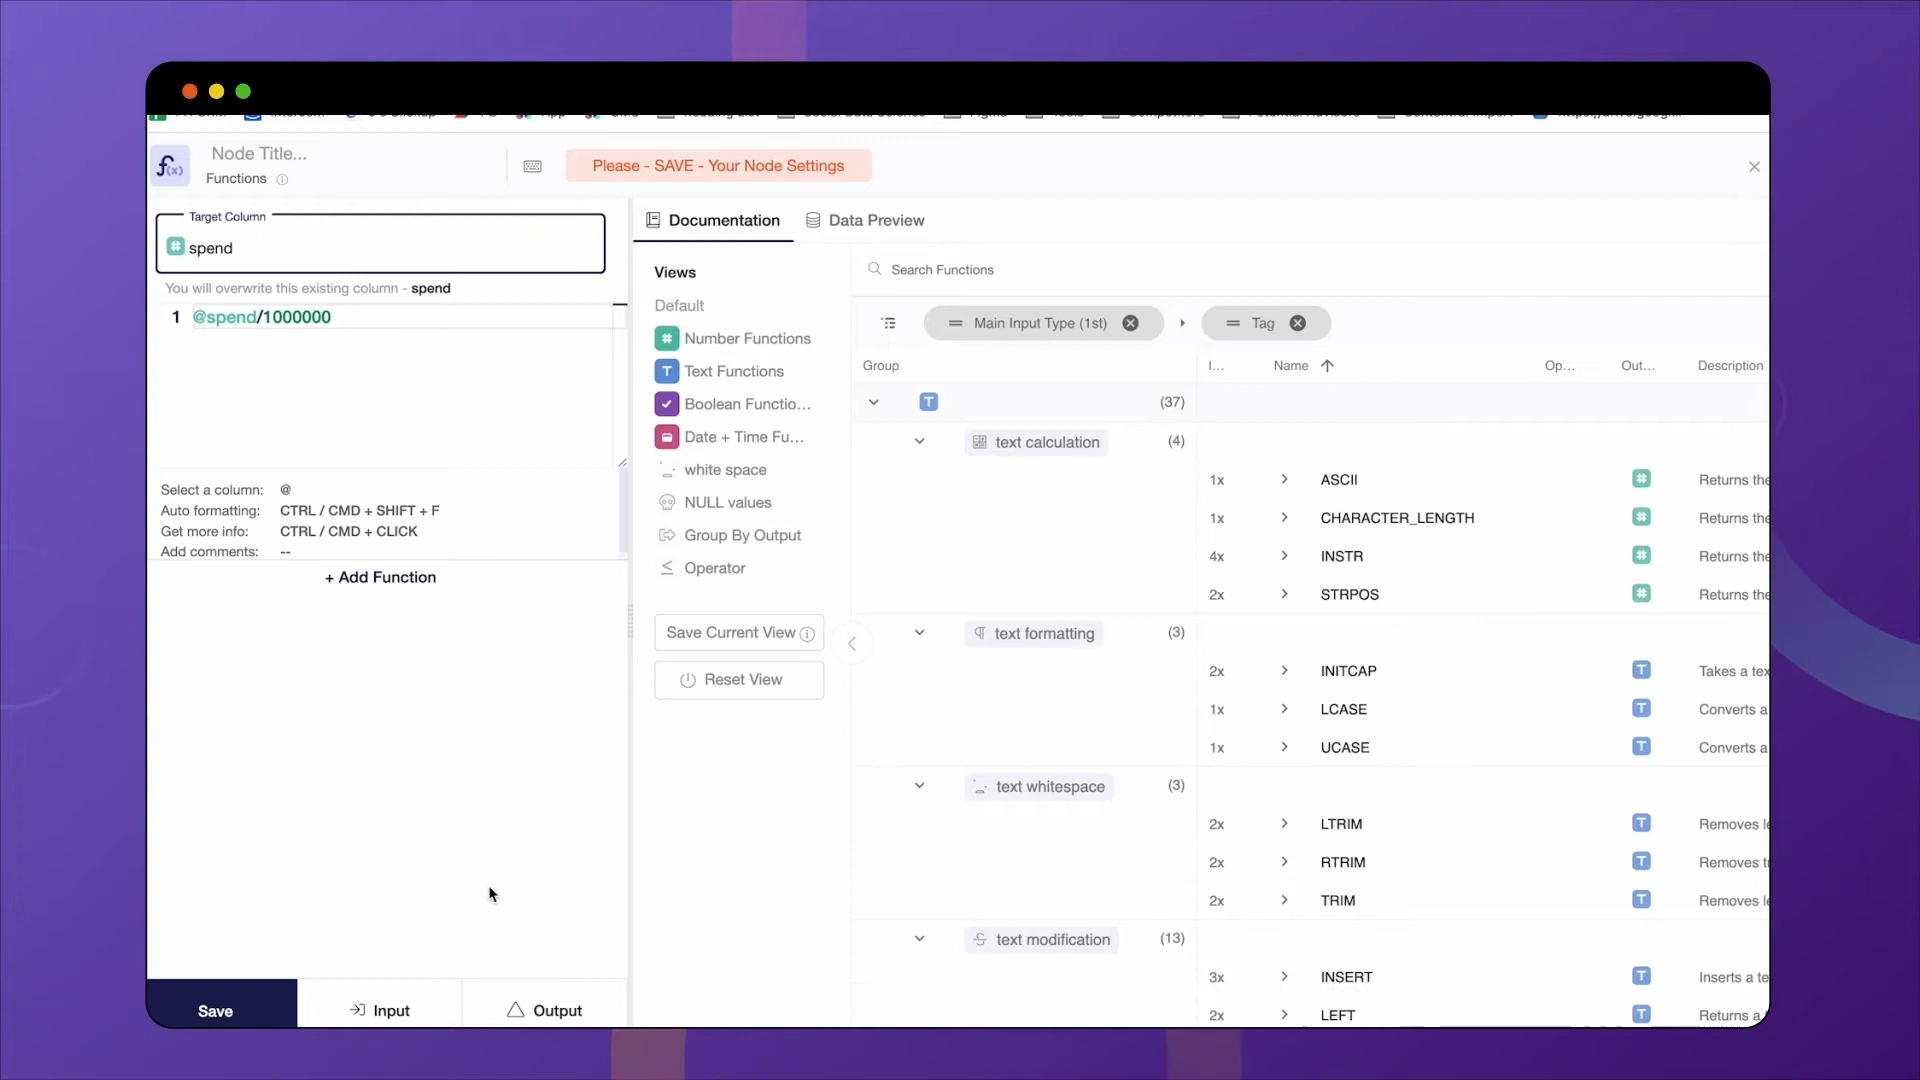 Node Title...
Functions
Please - SAVE - Your Node Settings
Target Column
spend
You will overwrite this existing column - spend
1 @spend/1000000
Select a column: @
Auto formatting: CTRL / CMD + SHIFT + F
Get more info: CTRL / CMD + CLICK
Add comments: --
+ Add Function
Save
Input
Output
Documentation
Data Preview
Views
Default
Number Functions
Text Functions
Boolean Functio...
Date + Time Fu...
white space
NULL values
Group By Output
Operator
Save Current View
Reset View
Search Functions
Main Input Type (1st)
Tag
Group I... Name Op... Out... Description
T (37)
text calculation (4)
1x ASCII # Returns the
1x CHARACTER_LENGTH # Returns the
4x INSTR # Returns the
2x STRPOS # Returns the
text formatting (3)
2x INITCAP T Takes a tex
1x LCASE T Converts a
1x UCASE T Converts a
text whitespace (3)
2x LTRIM T Removes le
2x RTRIM T Removes tr
2x TRIM T Removes le
text modification (13)
3x INSERT T Inserts a te
2x LEFT T Returns a